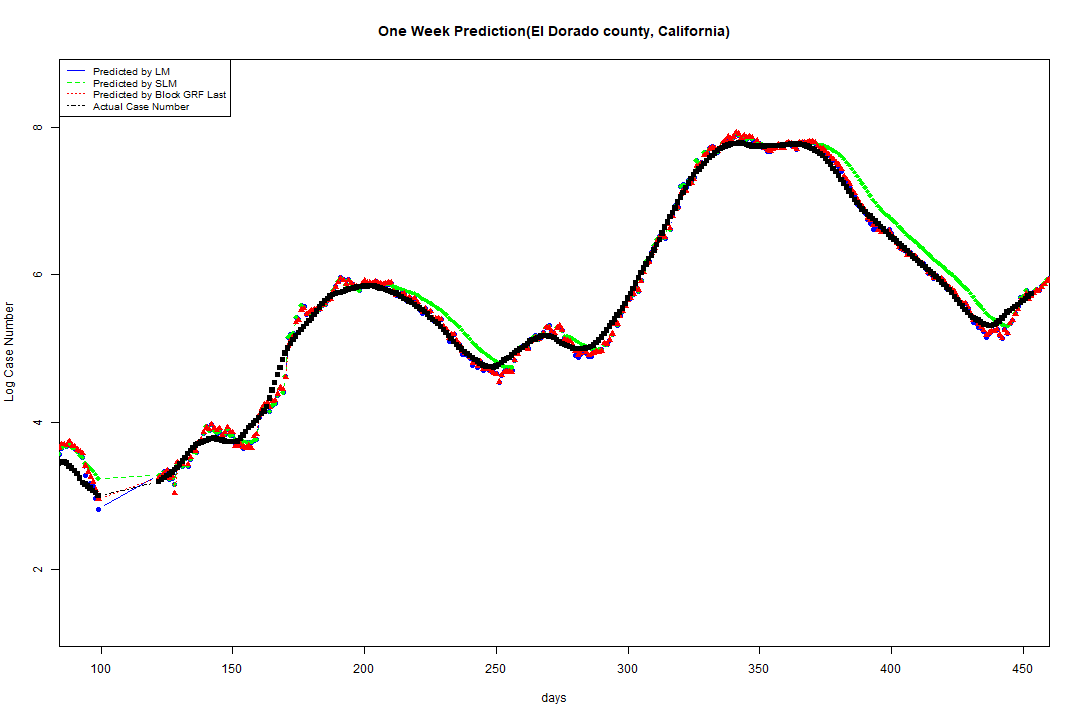 One Week Prediction(El Dorado county, California)
Predicted by LM
Predicted by SLM
Predicted by Block GRF Last
Actual Case Number
8
6
4
2
Log Case Number
100 150 200 250 300 350 400 450
days